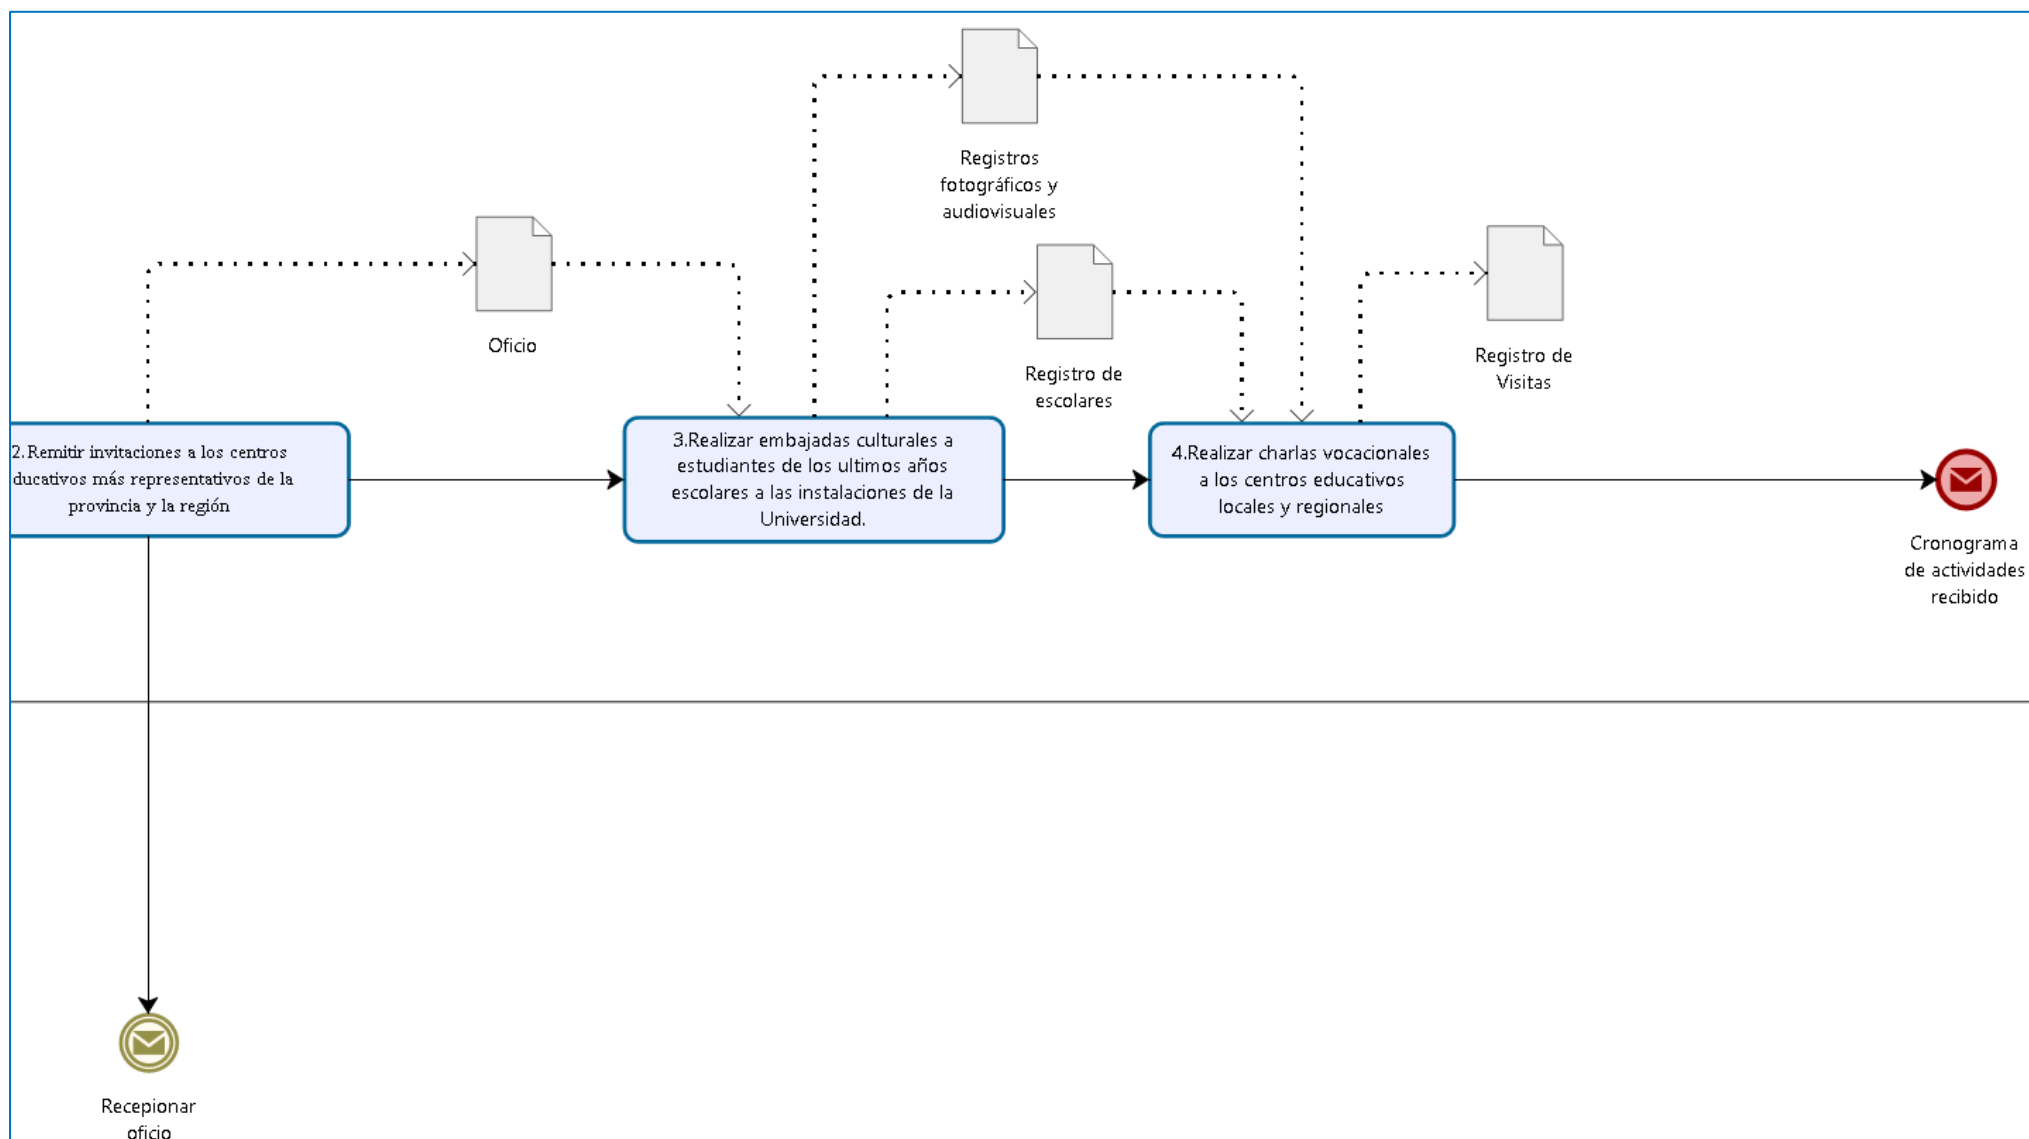 Registros
fotográficos y
audiovisuales
Oficio
Registro de
escolares
Registro de
Visitas
2.Remitir invitaciones a los centros
ducativos más representativos de la
provincia y la región
3.Realizar embajadas culturales a
estudiantes de los ultimos años
escolares a las instalaciones de la
Universidad.
4.Realizar charlas vocacionales
a los centros educativos
locales y regionales
Cronograma
de actividades
recibido
Recepionar
oficio